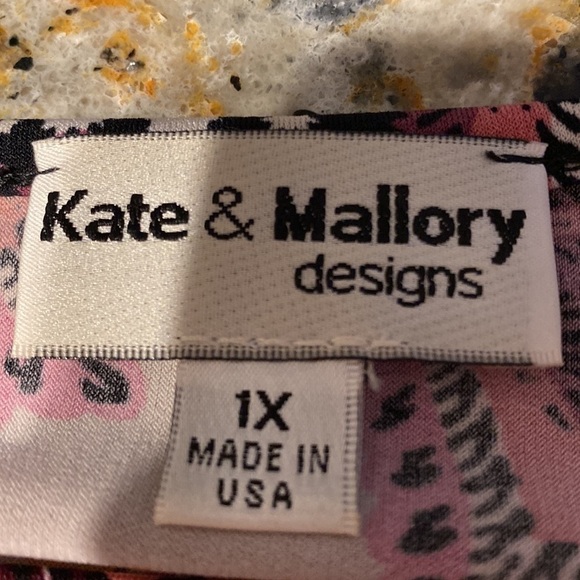 Kate & Mallory
designs
1X
MADE IN
USA